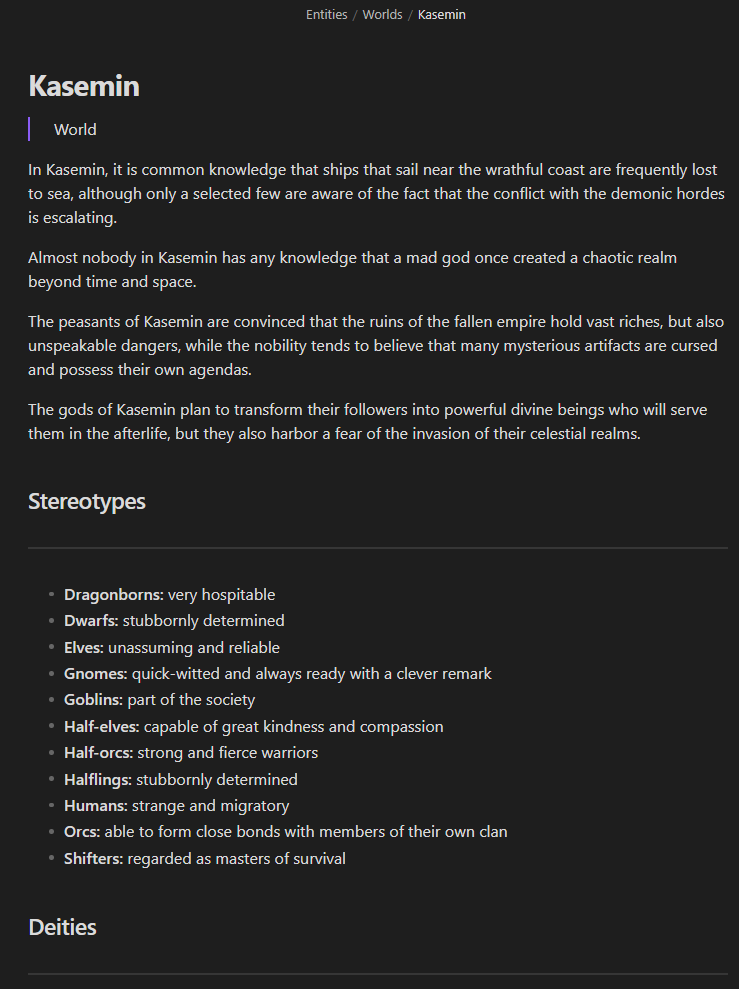 Entities / Worlds / Kasemin
Kasemin
World
In Kasemin, it is common knowledge that ships that sail near the wrathful coast are frequently lost
to sea, although only a selected few are aware of the fact that the conflict with the demonic hordes
is escalating.
Almost nobody in Kasemin has any knowledge that a mad god once created a chaotic realm
beyond time and space.
The peasants of Kasemin are convinced that the ruins of the fallen empire hold vast riches, but also
unspeakable dangers, while the nobility tends to believe that many mysterious artifacts are cursed
and possess their own agendas.
The gods of Kasemin plan to transform their followers into powerful divine beings who will serve
them in the afterlife, but they also harbor a fear of the invasion of their celestial realms.
Stereotypes
• Dragonborns: very hospitable
• Dwarfs: stubbornly determined
• Elves: unassuming and reliable
• Gnomes: quick-witted and always ready with a clever remark
• Goblins: part of the society
• Half-elves: capable of great kindness and compassion
• Half-orcs: strong and fierce warriors
• Halflings: stubbornly determined
• Humans: strange and migratory
• Orcs: able to form close bonds with members of their own clan
• Shifters: regarded as masters of survival
Deities